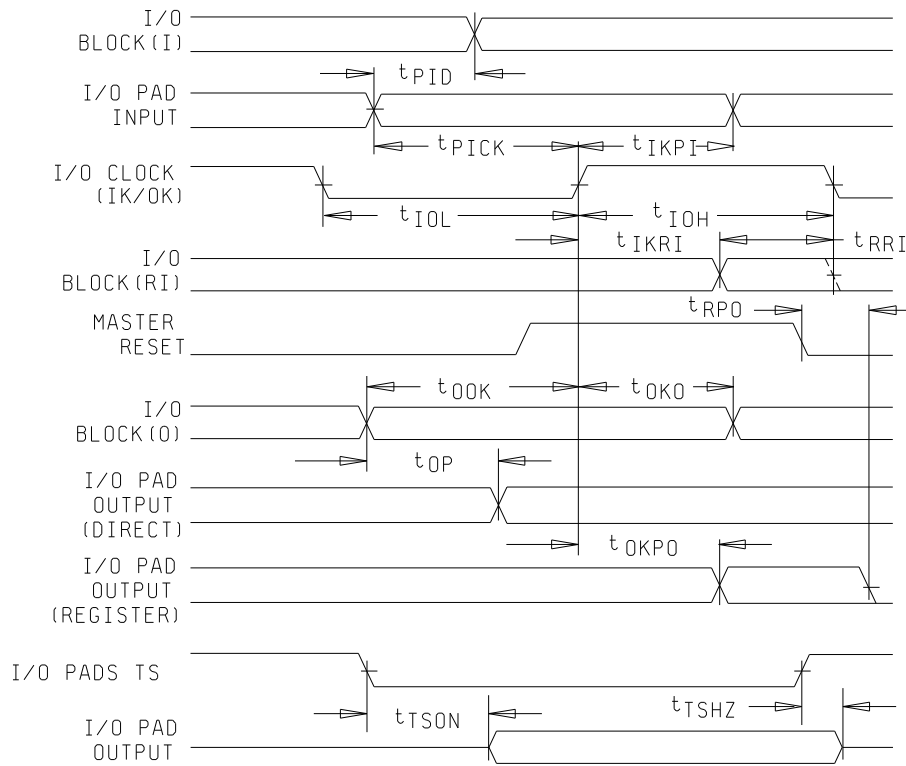 I/O
BLOCK(I)
tPID
I/O PAD
INPUT
tPICK
tIKPI
I/O CLOCK
(IK/OK)
tIOL
tIOH
tIKRI
tRRI
I/O
BLOCK(RI)
tRPO
MASTER
RESET
tOOK
tOKO
I/O
BLOCK(O)
tOP
I/O PAD
OUTPUT
(DIRECT)
tOKPO
I/O PAD
OUTPUT
(REGISTER)
I/O PADS TS
tTSON
tTSHZ
I/O PAD
OUTPUT